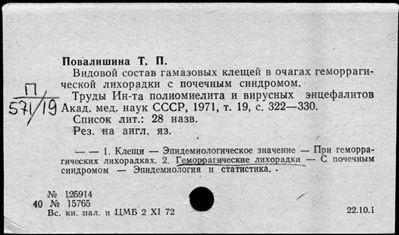 Повалишина Т. П.
Видовой состав гамазовых клещей в очагах геморраги-
ческой лихорадки с почечным синдромом.
П
571/19
Труды Ин-та полиомиелита и вирусных энцефалитов
Акад. мед. наук СССР, 1971, т. 19, с. 322—330.
Список лит.: 28 назв.
Рез. на англ. яз.
— — 1. Клещи — Эпидемиологическое значение — При геморра-
гических лихорадках. 2. Геморрагические лихорадки — С почечным
синдромом — Эпидемиология и статистика.
№ 125914
40 № 15765
Вс. кн. пал. и ЦМБ 2 XI 72
22.10.1